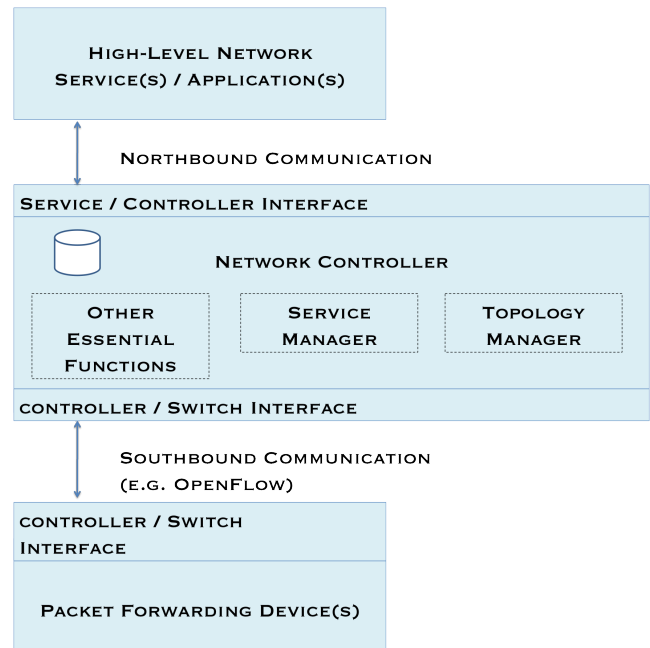 High-Level Network
Service(s) / Application(s)
Northbound Communication
Service / Controller Interface
Network Controller
Other
Essential
Functions
Service
Manager
Topology
Manager
controller / Switch Interface
Southbound Communication
(e.g. OpenFlow)
controller / Switch
Interface
Packet Forwarding Device(s)